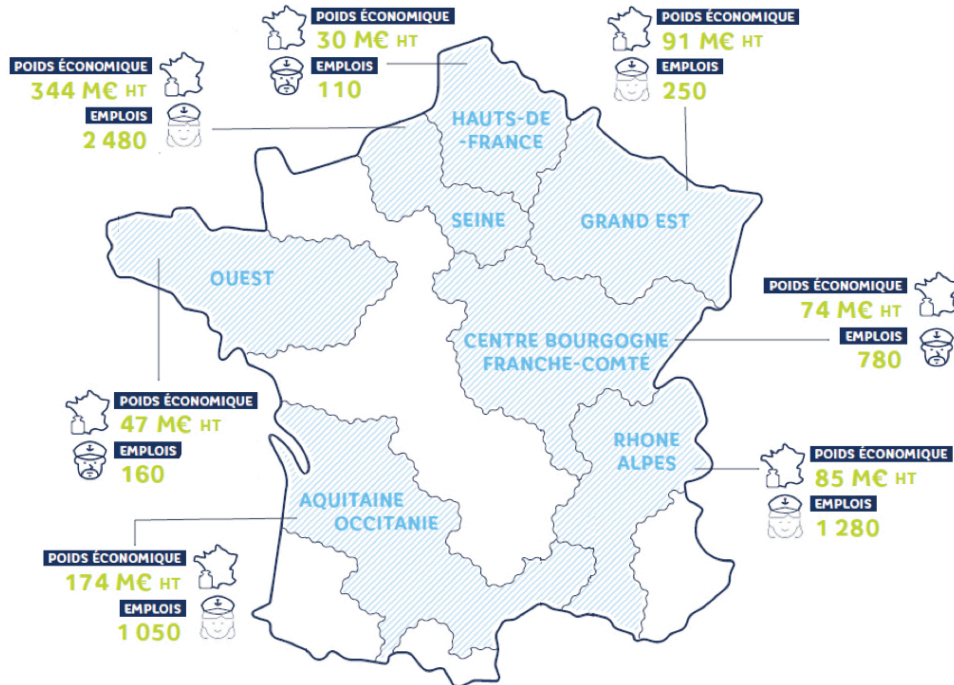 POIDS ÉCONOMIQUE
30 M€ HT
EMPLOIS
110
POIDS ÉCONOMIQUE
91 M€ HT
EMPLOIS
250
POIDS ÉCONOMIQUE
344 M€ HT
EMPLOIS
2 480
HAUTS-DE
-FRANCE
SEINE
GRAND EST
OUEST
POIDS ÉCONOMIQUE
74 M€ HT
EMPLOIS
780
CENTRE BOURGOGNE
FRANCHE-COMTÉ
POIDS ÉCONOMIQUE
47 M€ HT
EMPLOIS
160
RHONE
ALPES
POIDS ÉCONOMIQUE
85 M€ HT
EMPLOIS
1 280
AQUITAINE
OCCITANIE
POIDS ÉCONOMIQUE
174 M€ HT
EMPLOIS
1 050